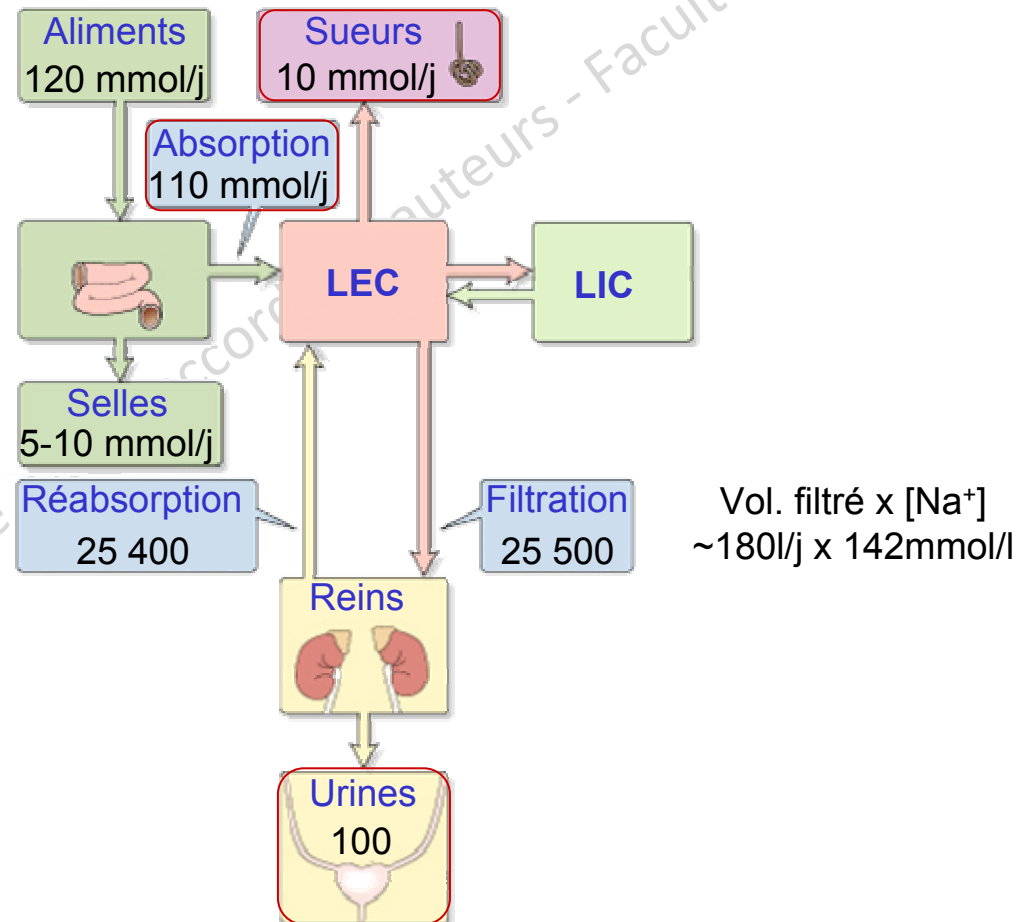 Aliments
120 mmol/j
Sueurs
10 mmol/j
Absorption
110 mmol/j
LEC
LIC
Selles
5-10 mmol/j
Réabsorption
25 400
Filtration
25 500
Vol. filtré x [Na⁺]
~180l/j x 142mmol/l
Reins
Urines
100